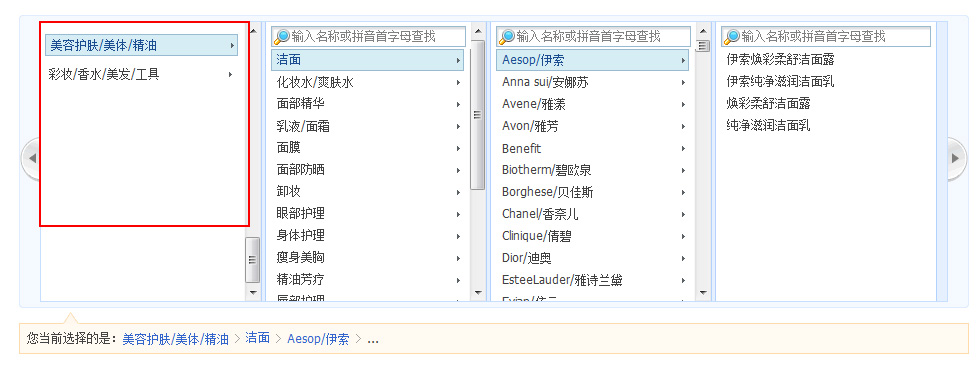 美容护肤/美体/精油
彩妆/香水/美发/工具
输入名称或拼音首字母查找
洁面
化妆水/爽肤水
面部精华
乳液/面霜
面膜
面部防晒
卸妆
眼部护理
身体护理
瘦身美胸
精油芳疗
唇部护理
输入名称或拼音首字母查找
Aesop/伊索
Anna sui/安娜苏
Avene/雅漾
Avon/雅芳
Benefit
Biotherm/碧欧泉
Borghese/贝佳斯
Chanel/香奈儿
Clinique/倩碧
Dior/迪奥
EsteeLauder/雅诗兰黛
输入名称或拼音首字母查找
伊索焕彩柔舒洁面露
伊索纯净滋润洁面乳
焕彩柔舒洁面露
纯净滋润洁面乳
您当前选择的是：美容护肤/美体/精油 > 洁面 > Aesop/伊索 > ...